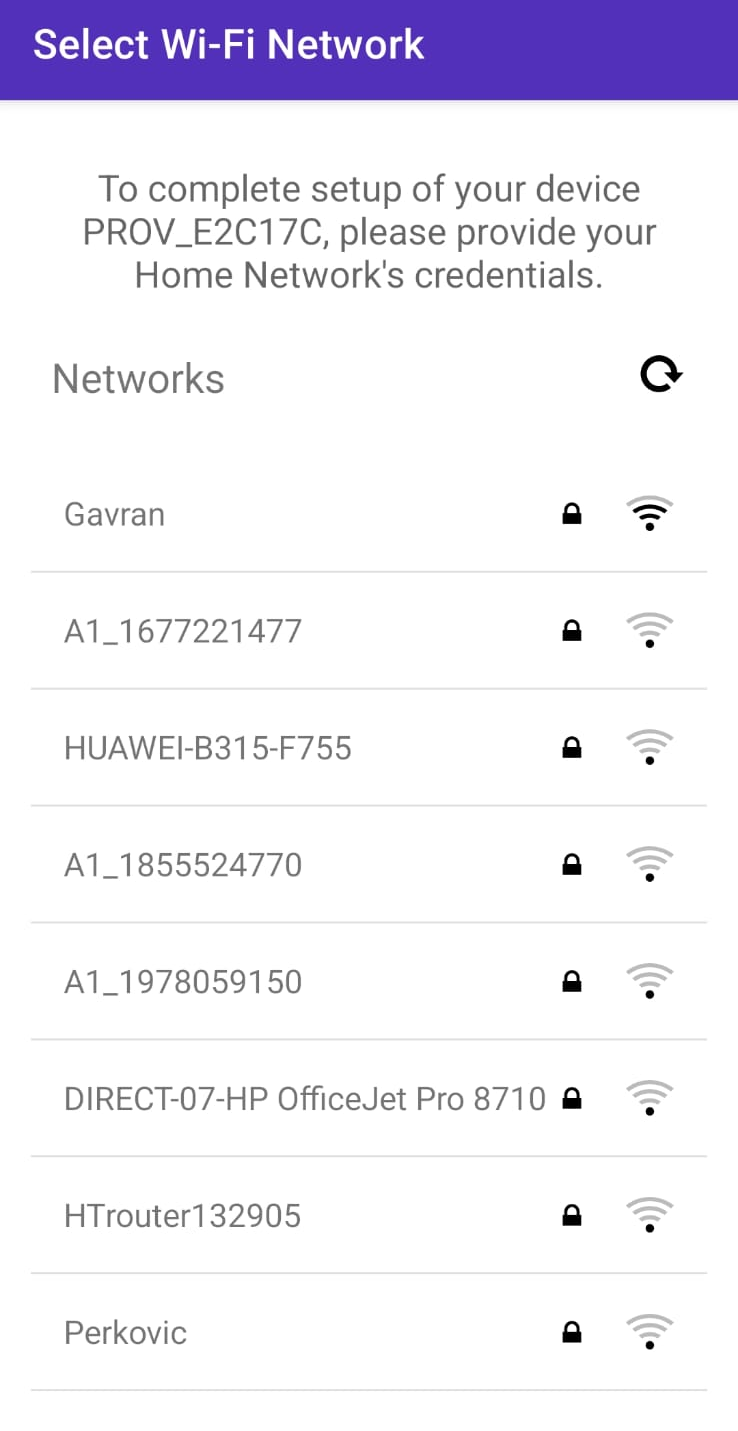 Select Wi-Fi Network
To complete setup of your device
PROV_E2C17C, please provide your
Home Network's credentials.
Networks
Gavran
A1_1677221477
HUAWEI-B315-F755
A1_1855524770
A1_1978059150
DIRECT-07-HP OfficeJet Pro 8710
HTrouter132905
Perkovic